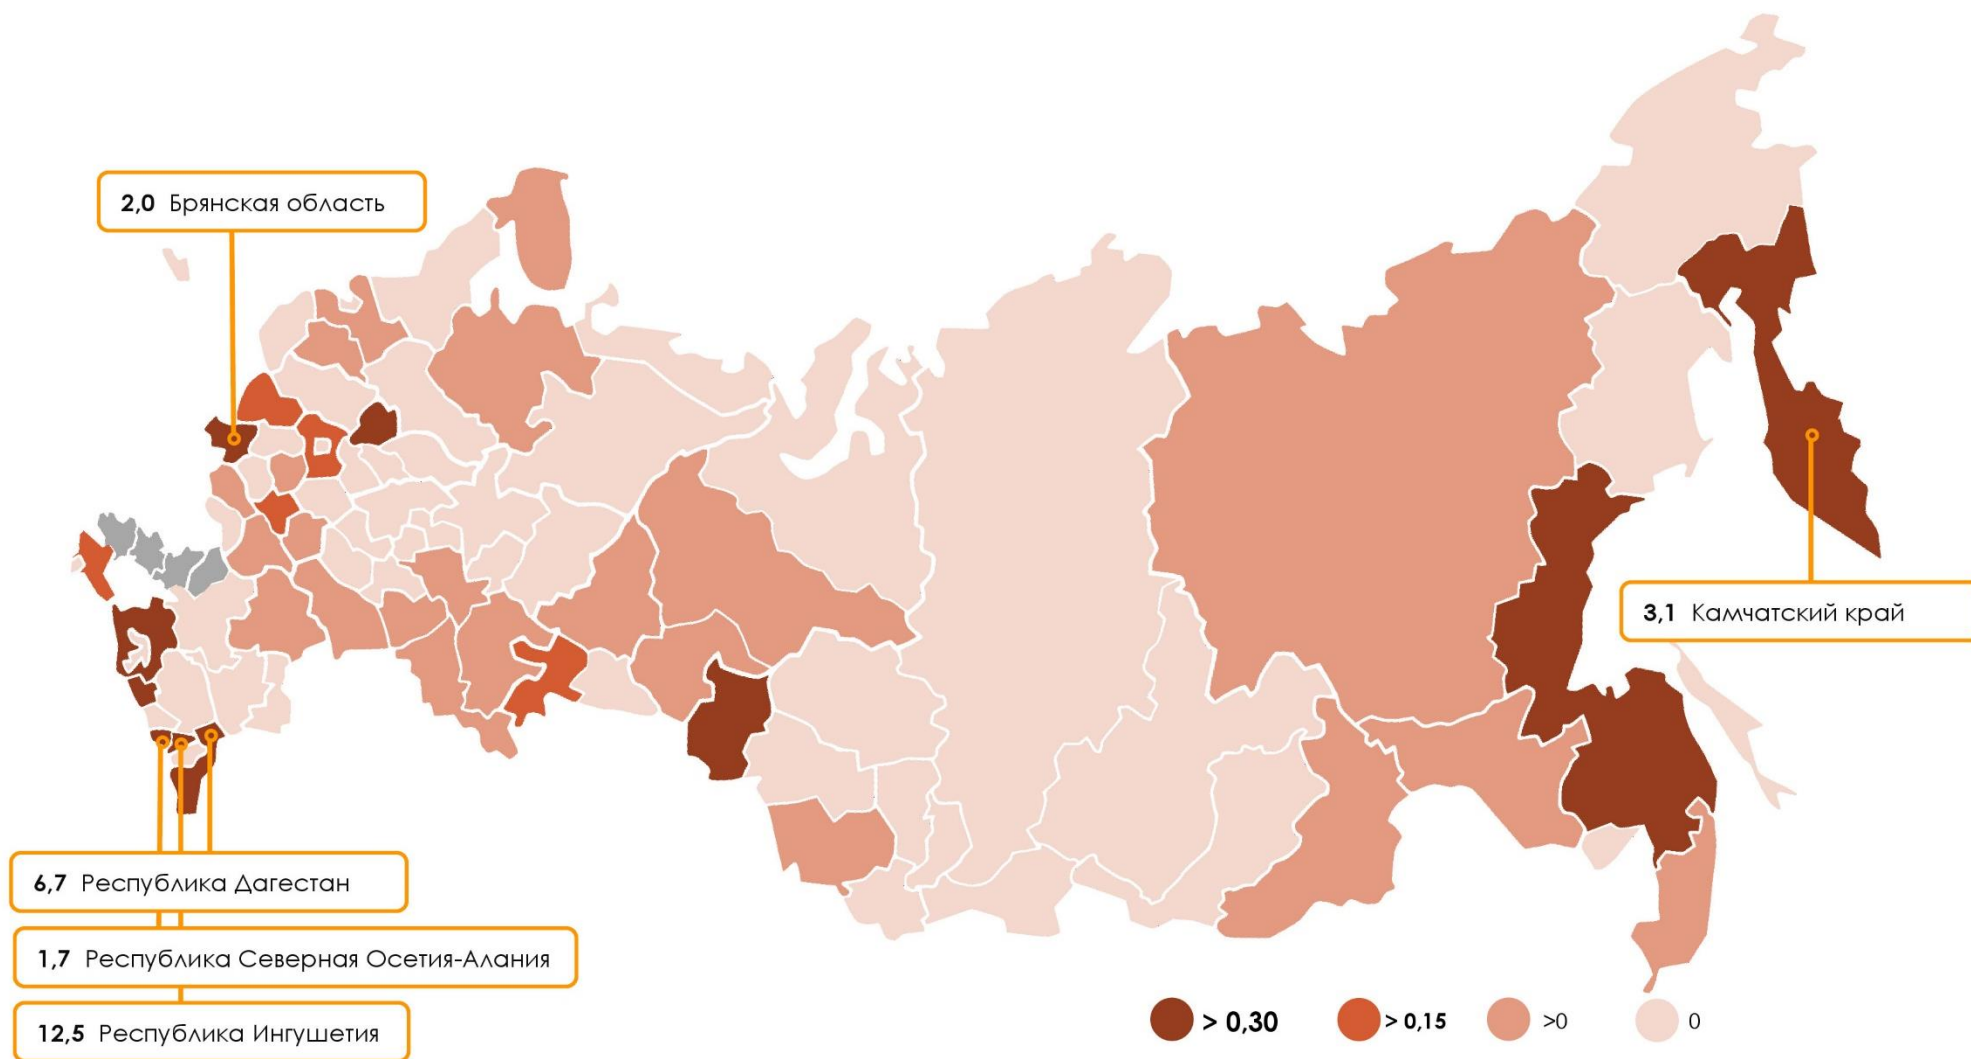 2,0 Брянская область
3,1 Камчатский край
6,7 Республика Дагестан
1,7 Республика Северная Осетия-Алания
12,5 Республика Ингушетия
> 0,30
> 0,15
>0
0